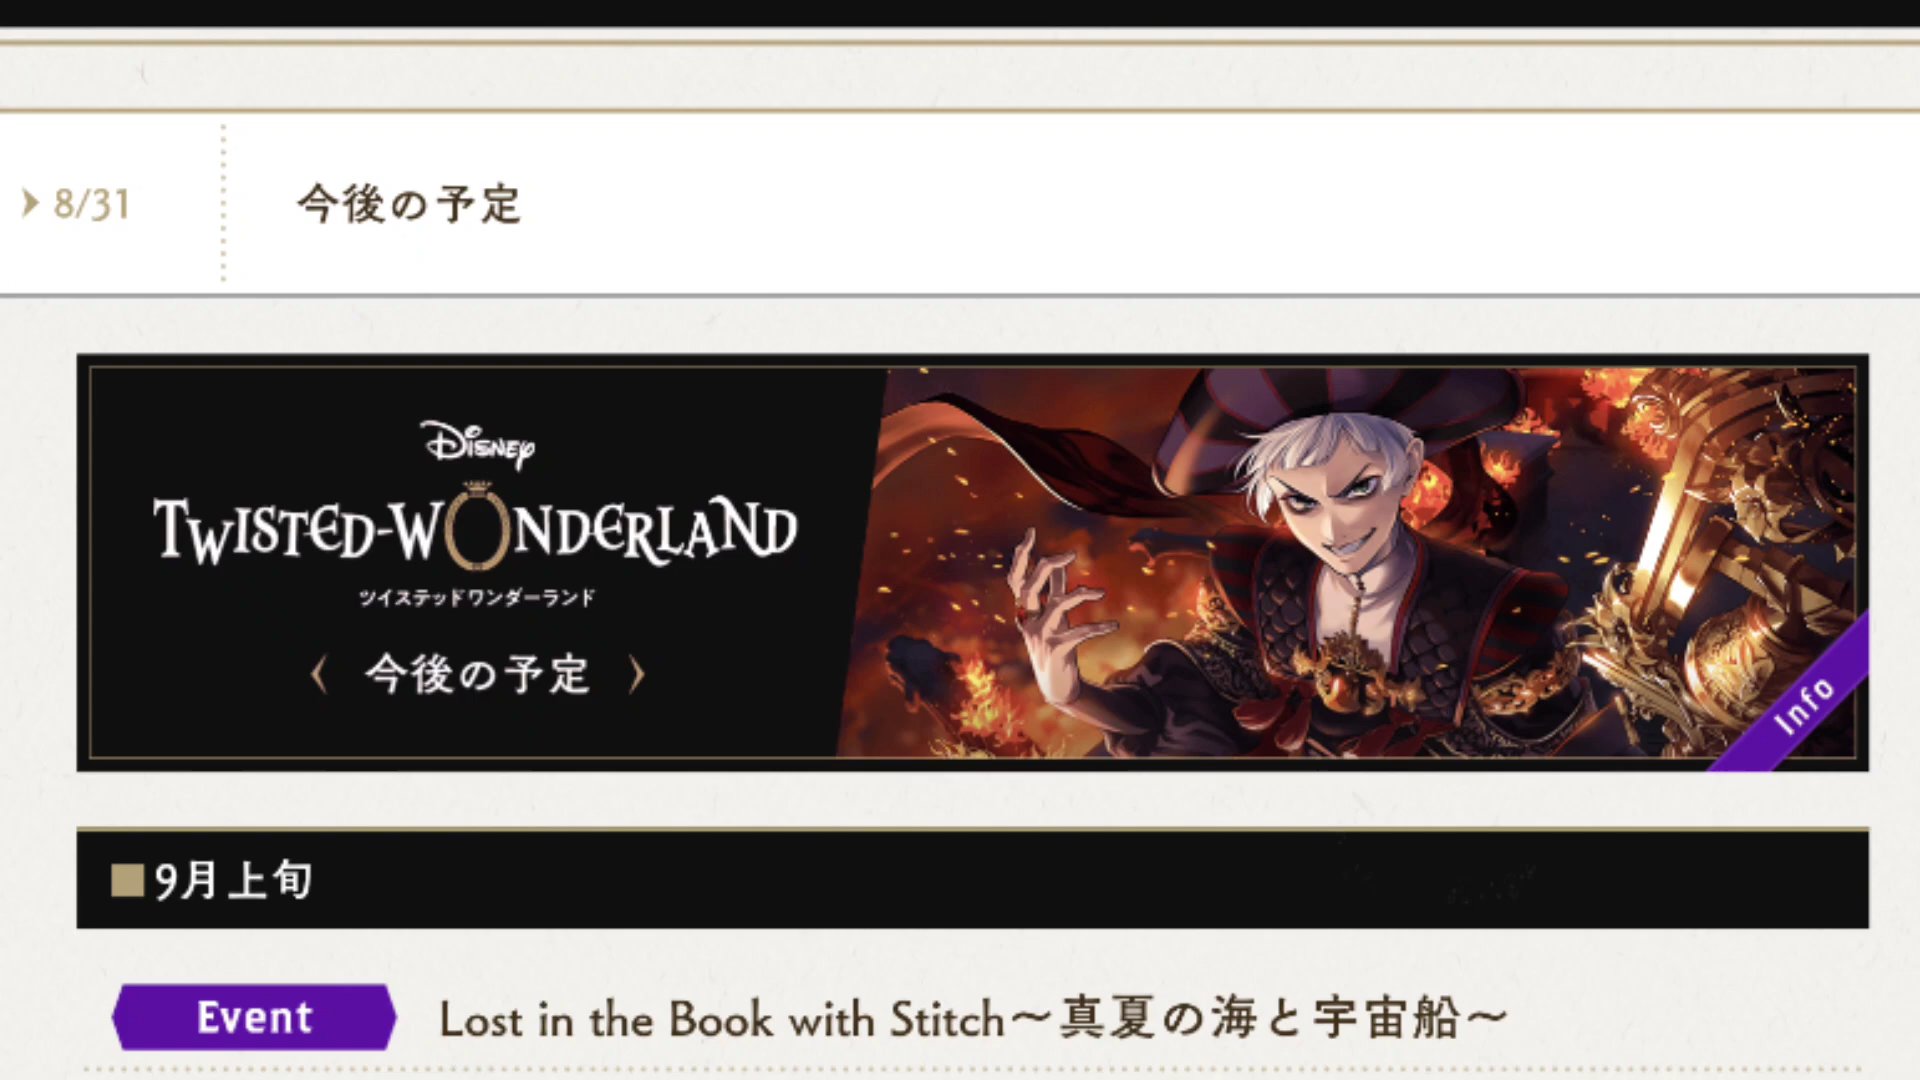 8/31 今後の予定
Disney
TWISTED-WONDERLAND
ツイステッドワンダーランド
今後の予定
Info
■9月上旬
Event Lost in the Book with Stitch～真夏の海と宇宙船～